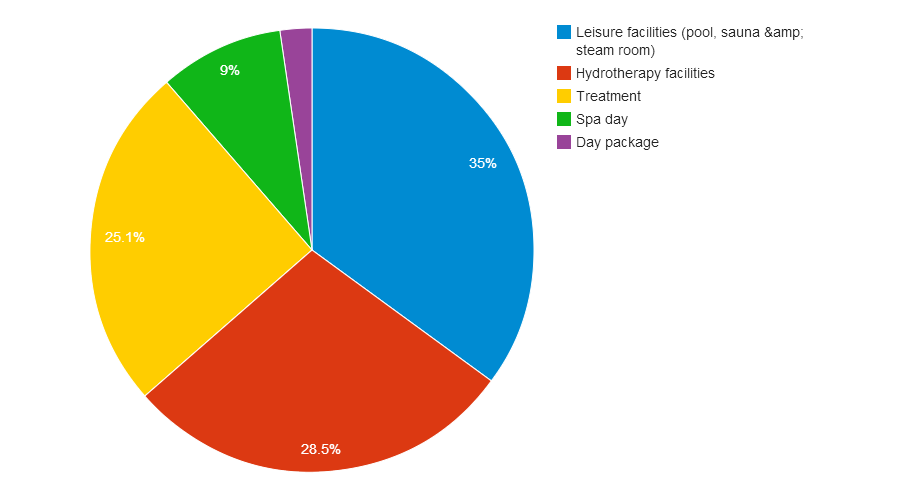 Leisure facilities (pool, sauna &amp;
steam room)
Hydrotherapy facilities
Treatment
Spa day
Day package
9%
35%
25.1%
28.5%